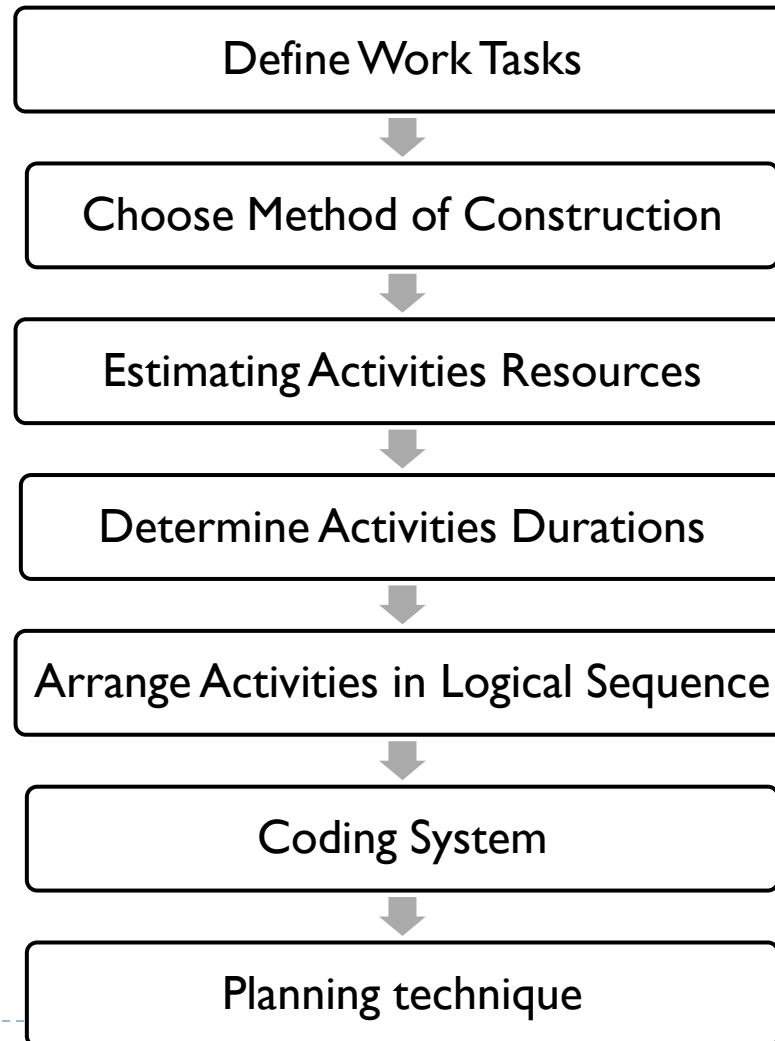 Define Work Tasks
Choose Method of Construction
Estimating Activities Resources
Determine Activities Durations
Arrange Activities in Logical Sequence
Coding System
Planning technique